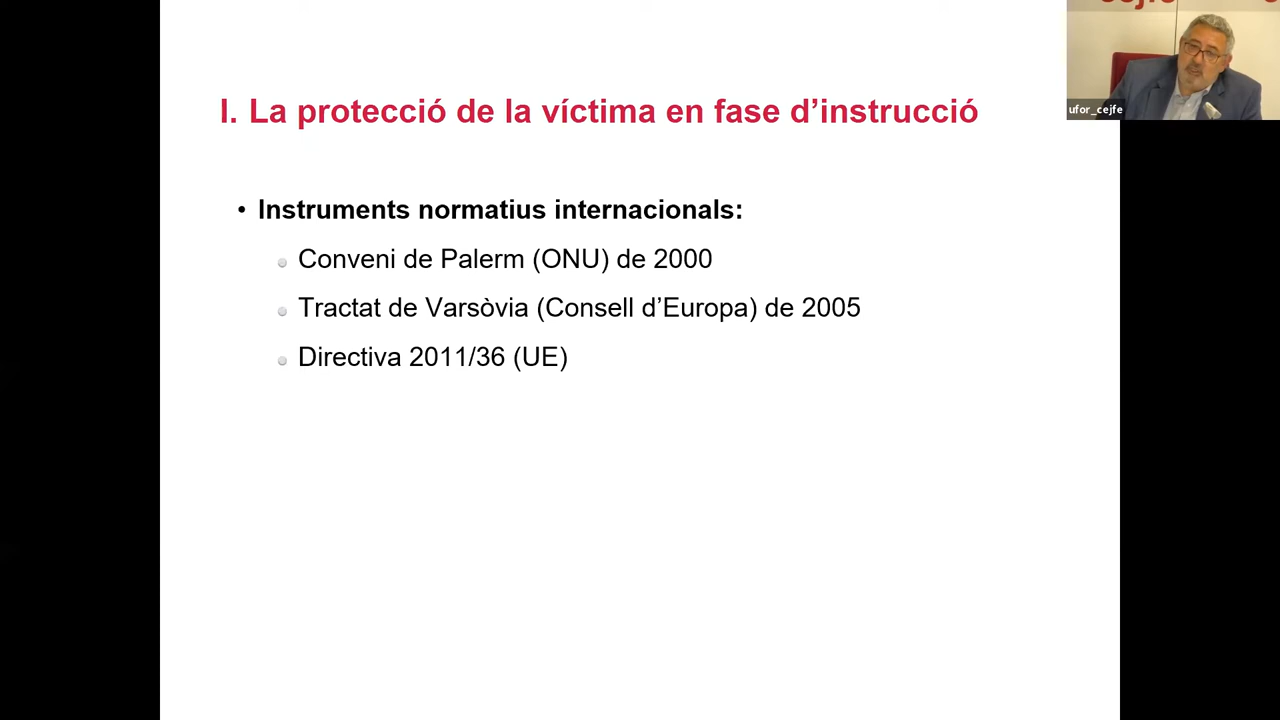 cejfe
I. La protecció de la víctima en fase d’instrucció
ufor_cejfe
• Instruments normatius internacionals:
Conveni de Palerm (ONU) de 2000
Tractat de Varsòvia (Consell d’Europa) de 2005
Directiva 2011/36 (UE)